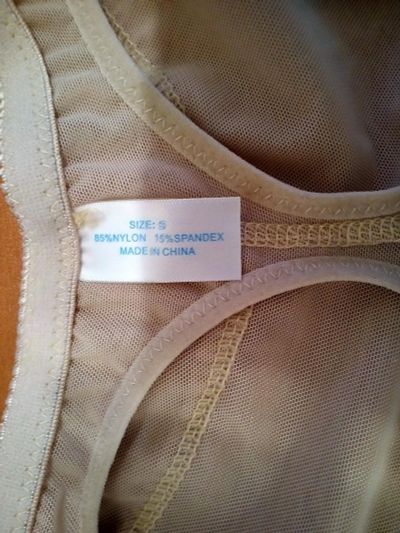 SIZE: S
85%NYLON 15%SPANDEX
MADE IN CHINA